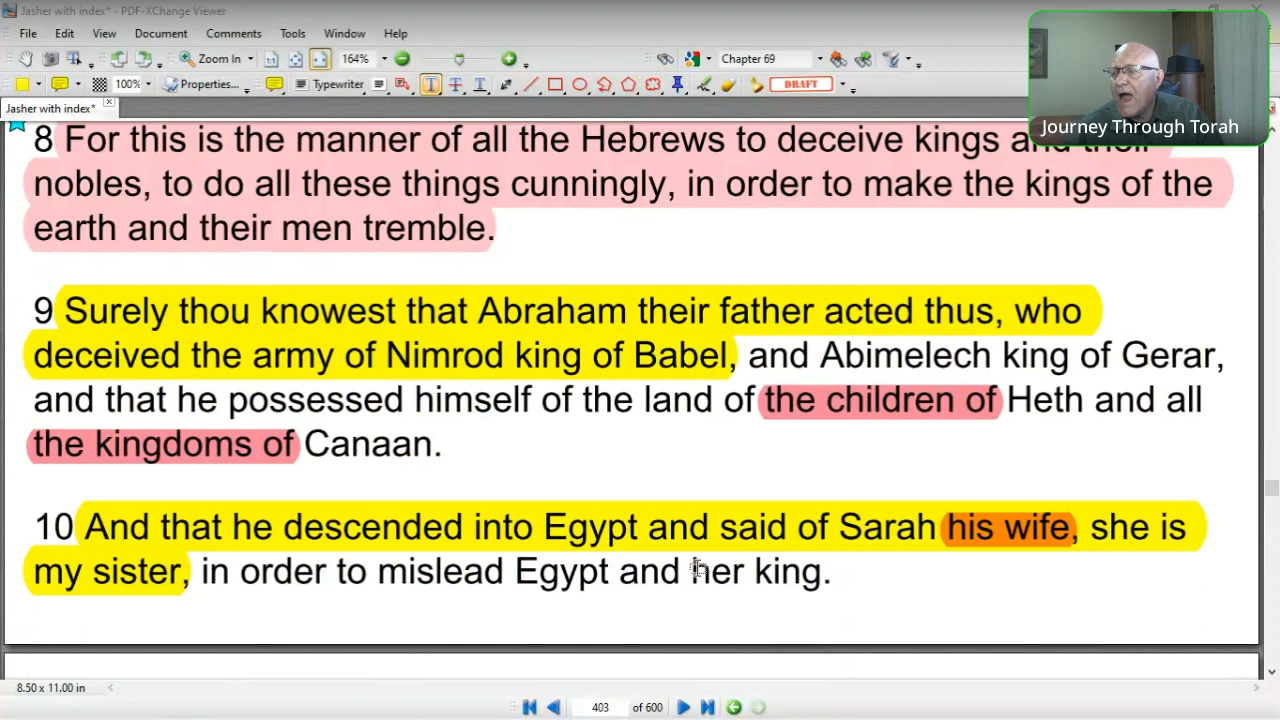 Jasher with index* - PDF-XChange Viewer
File Edit View Document Comments Tools Window Help
Zoom In 164% Chapter 69
100% Properties... Typewriter DRAFT
Jasher with index*
Journey Through Torah
8 For this is the manner of all the Hebrews to deceive kings and their
nobles, to do all these things cunningly, in order to make the kings of the
earth and their men tremble.
9 Surely thou knowest that Abraham their father acted thus, who
deceived the army of Nimrod king of Babel, and Abimelech king of Gerar,
and that he possessed himself of the land of the children of Heth and all
the kingdoms of Canaan.
10 And that he descended into Egypt and said of Sarah his wife, she is
my sister, in order to mislead Egypt and her king.
8.50 x 11.00 in
403 of 600